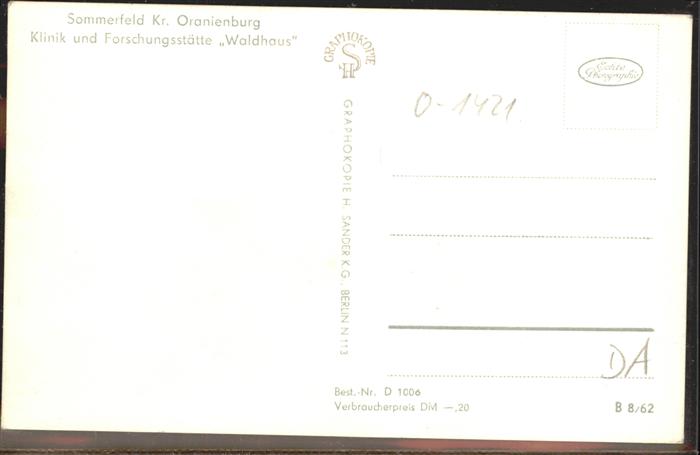 Sommerfeld Kr. Oranienburg
Klinik und Forschungsstätte „Waldhaus“
GRAPHOKOPIE
H S
GRAPHOKOPIE H. SANDER K.G., BERLIN N 113
Echte
Photographie
O-1421
DA
Best.-Nr. D 1006
Verbraucherpreis DM —,20
B 8/62